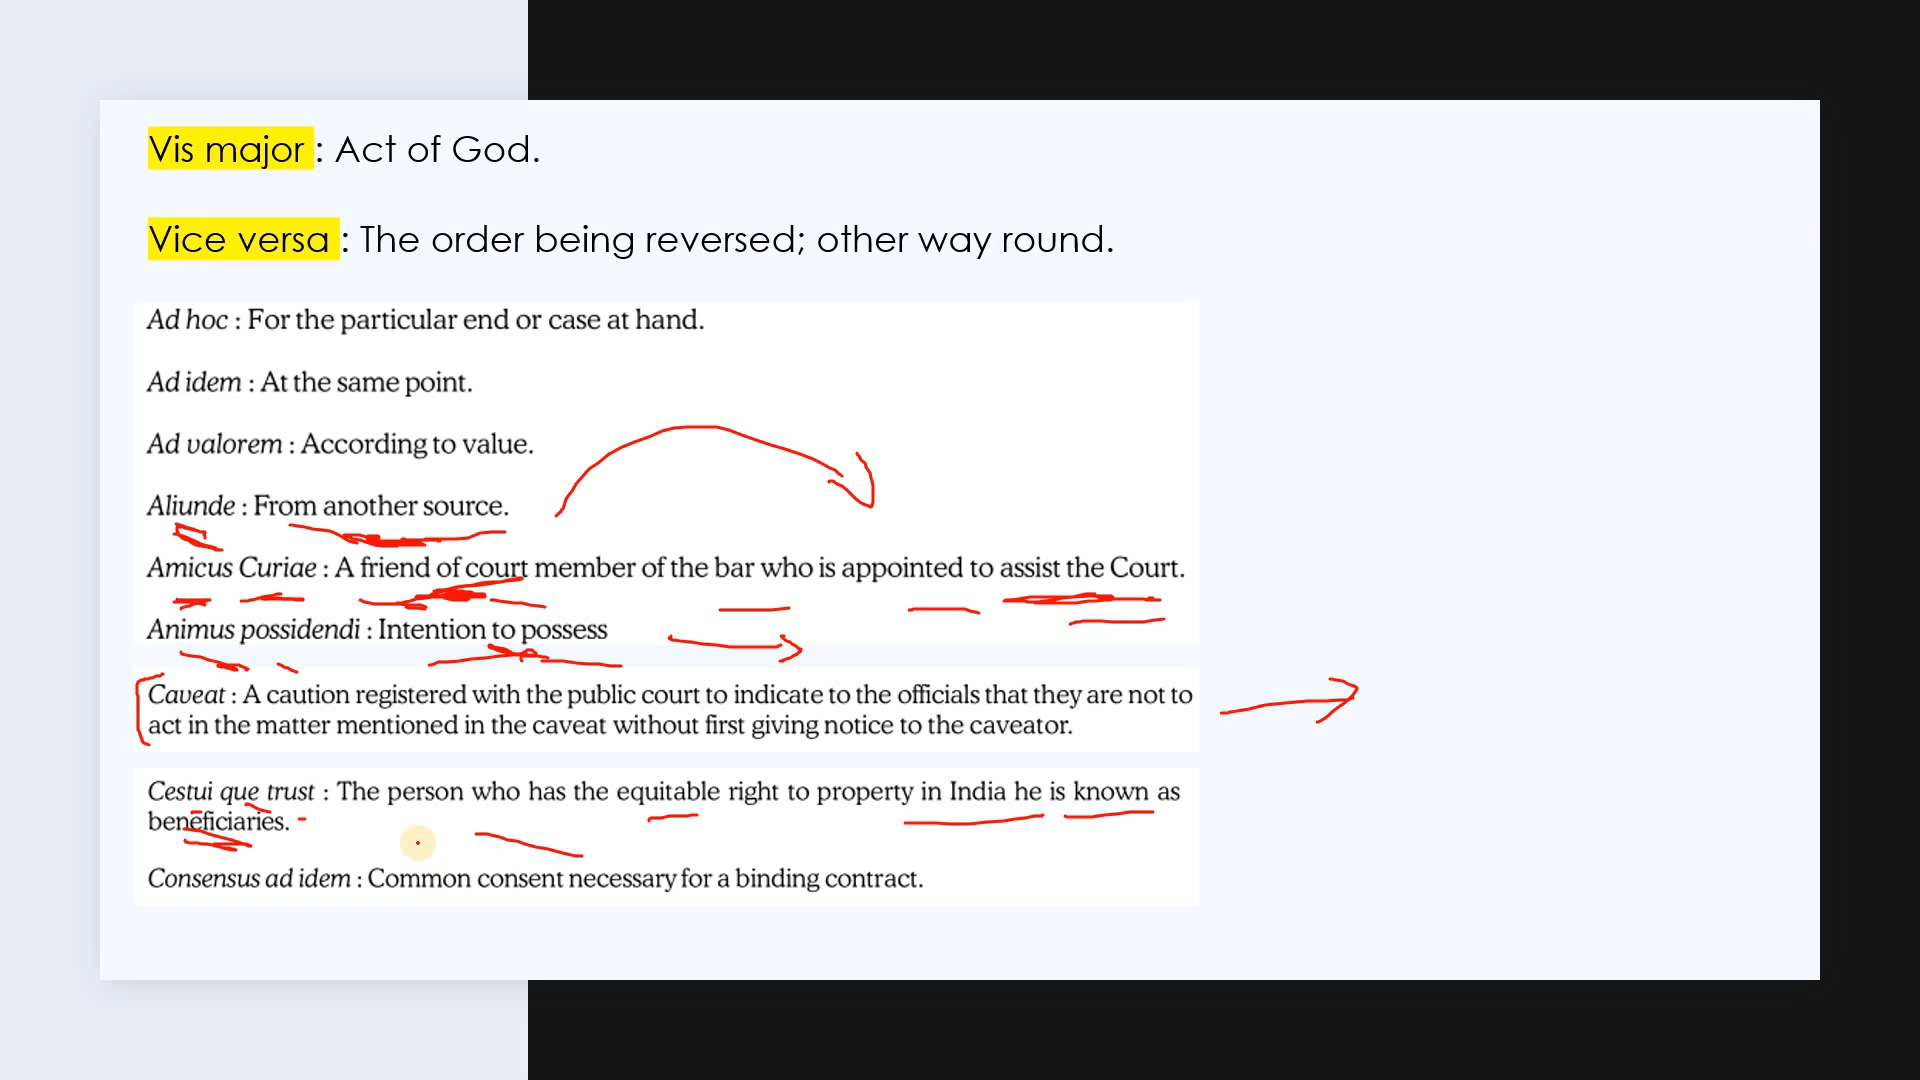 Vis major : Act of God.
Vice versa : The order being reversed; other way round.
Ad hoc : For the particular end or case at hand.
Ad idem : At the same point.
Ad valorem : According to value.
Aliunde : From another source.
Amicus Curiae : A friend of court member of the bar who is appointed to assist the Court.
Animus possidendi : Intention to possess
Caveat : A caution registered with the public court to indicate to the officials that they are not to
act in the matter mentioned in the caveat without first giving notice to the caveator.
Cestui que trust : The person who has the equitable right to property in India he is known as
beneficiaries.
Consensus ad idem : Common consent necessary for a binding contract.